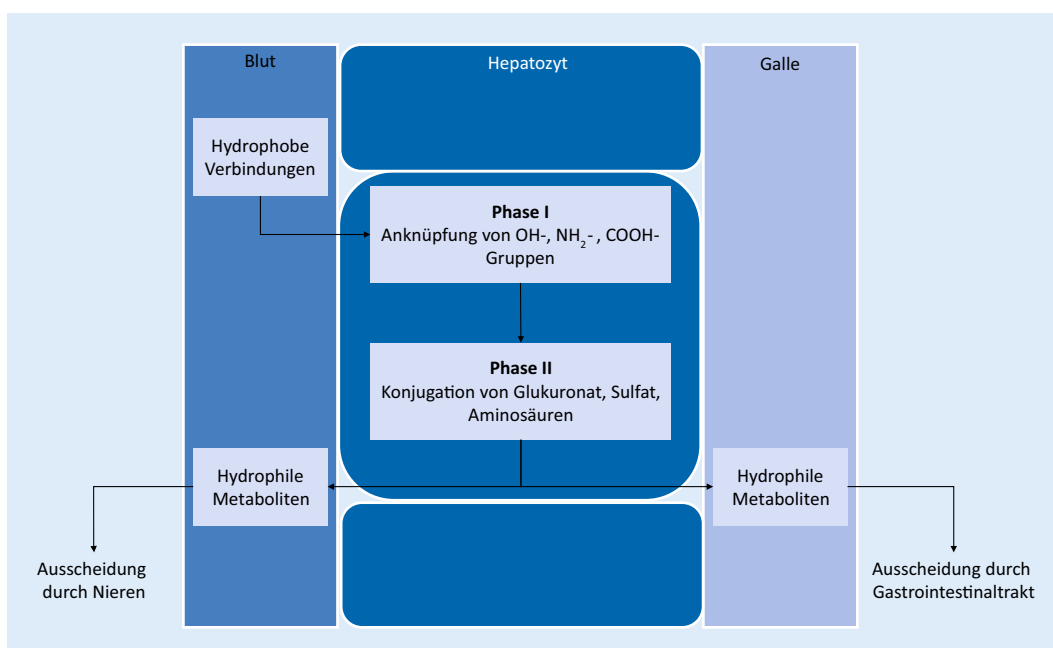 Blut
Hepatozyt
Galle
Hydrophobe
Verbindungen
Phase I
Anknüpfung von OH-, NH₂- , COOH-
Gruppen
Phase II
Konjugation von Glukuronat, Sulfat,
Aminosäuren
Hydrophile
Metaboliten
Hydrophile
Metaboliten
Ausscheidung
durch Nieren
Ausscheidung durch
Gastrointestinaltrakt